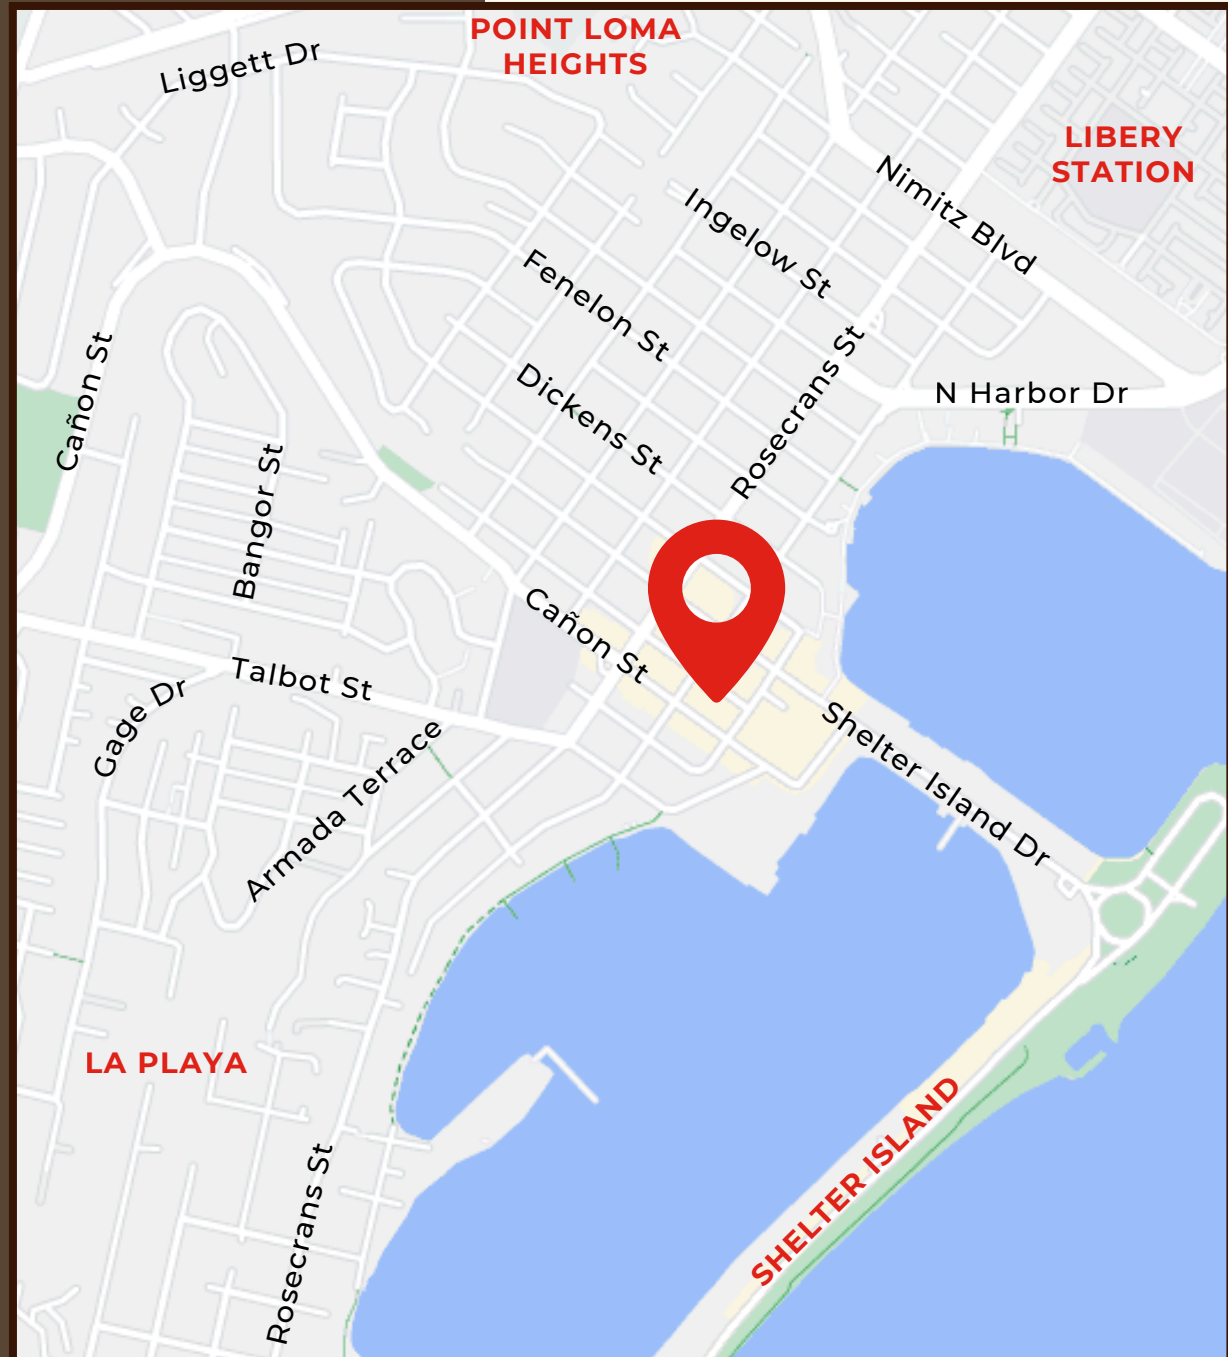 POINT LOMA
HEIGHTS
Liggett Dr
LIBERY
STATION
Nimitz Blvd
Ingelow St
Fenelon St
Rosecrans St
Cañon St
Dickens St
N Harbor Dr
Bangor St
Cañon St
Talbot St
Gage Dr
Shelter Island Dr
Armada Terrace
LA PLAYA
SHELTER ISLAND
Rosecrans St